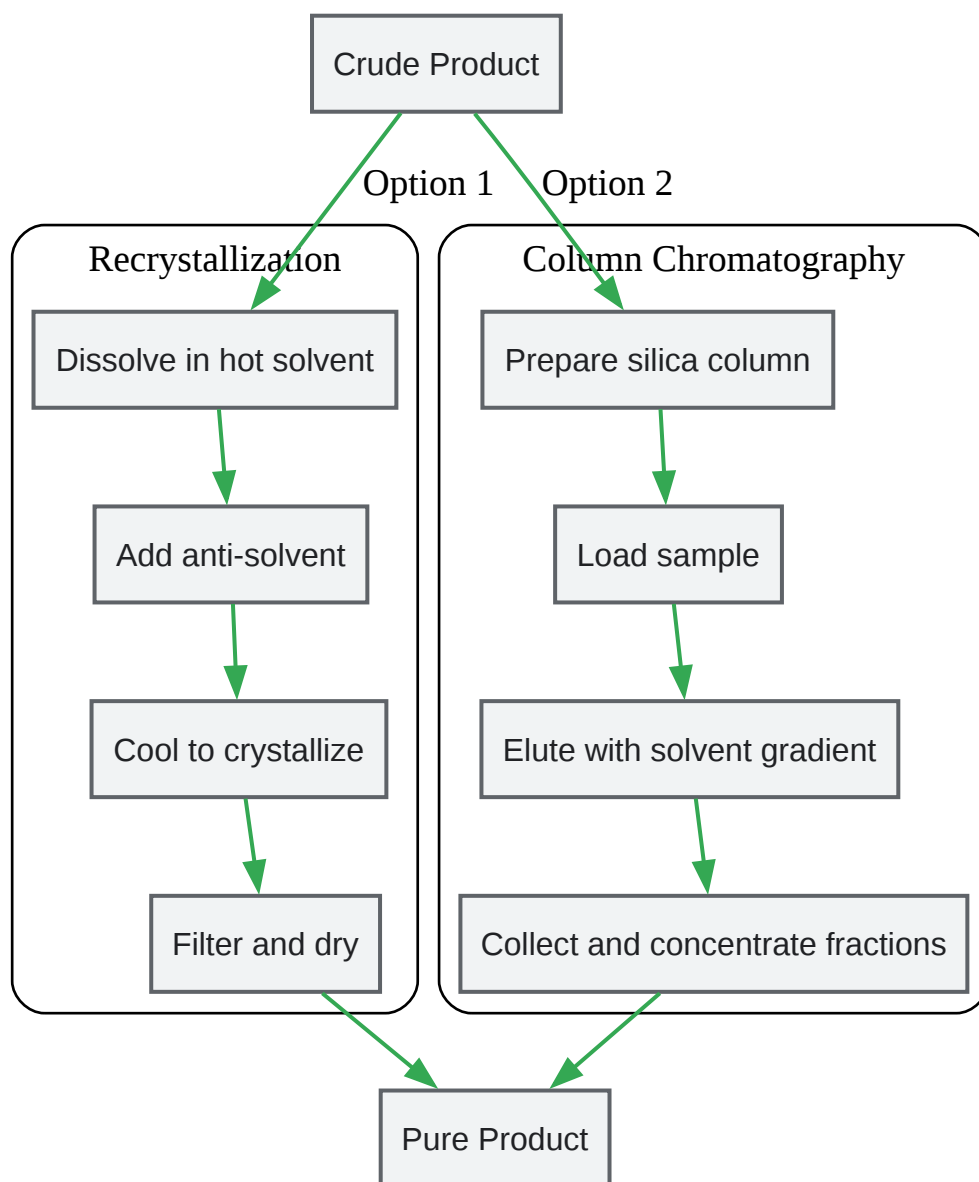 Crude Product
Option 1
Option 2
Recrystallization
Dissolve in hot solvent
Add anti-solvent
Cool to crystallize
Filter and dry
Column Chromatography
Prepare silica column
Load sample
Elute with solvent gradient
Collect and concentrate fractions
Pure Product